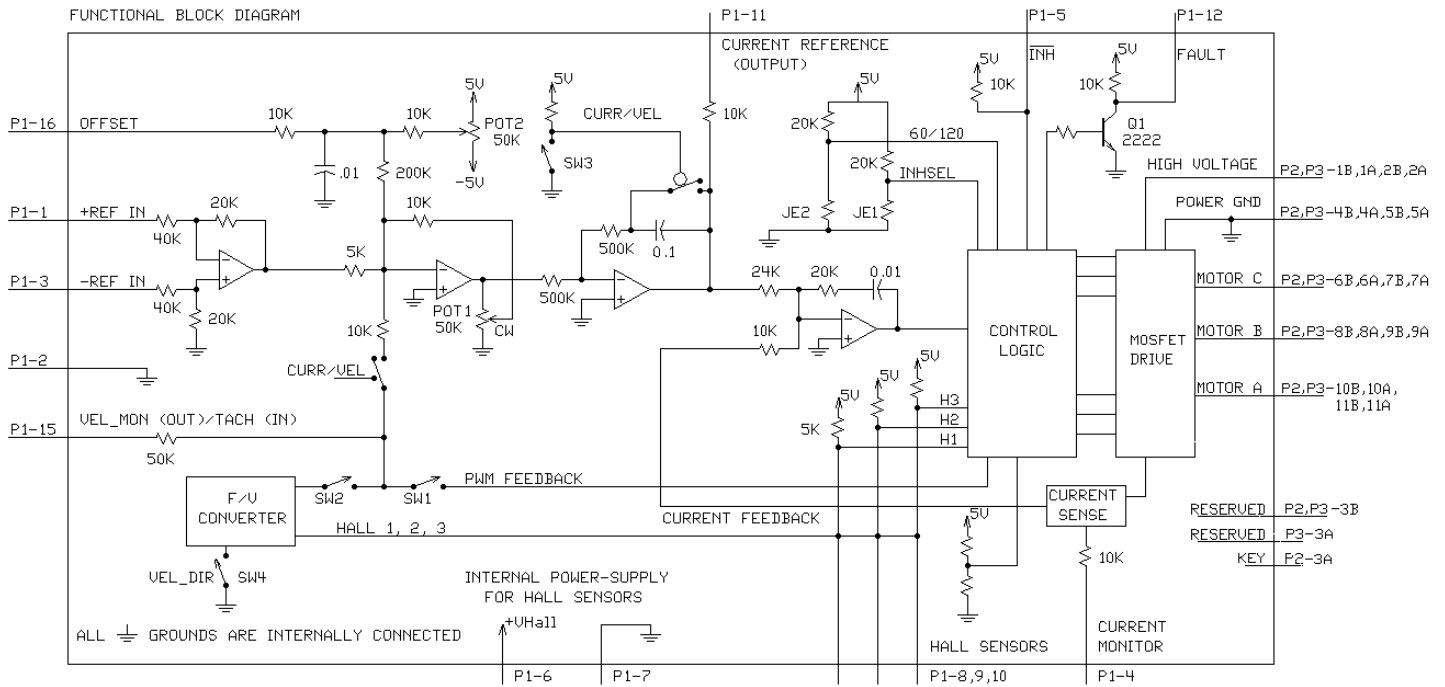 FUNCTIONAL BLOCK DIAGRAM
P1-11
P1-5
P1-12
CURRENT REFERENCE
(OUTPUT)
INH
FAULT
5V
10K
5V
10K
Q1
2222
P1-16 OFFSET
10K
.01
10K
200K
5V
POT2
50K
-5V
5V
SW3
CURR/VEL
10K
5V
20K
60/120
20K
INHSEL
JE2
JE1
HIGH VOLTAGE P2,P3-1B,1A,2B,2A
POWER GND P2,P3-4B,4A,5B,5A
P1-1 +REF IN
40K
20K
P1-3 -REF IN
40K
20K
5K
10K
POT1
50K
CW
500K
500K
0.1
24K
20K
0.01
10K
CONTROL
LOGIC
MOSFET
DRIVE
MOTOR C P2,P3-6B,6A,7B,7A
MOTOR B P2,P3-8B,8A,9B,9A
MOTOR A P2,P3-10B,10A,
11B,11A
10K
P1-2
CURR/VEL
P1-15 VEL_MON (OUT)/TACH (IN)
50K
5V
5V
5V
5K
H3
H2
H1
F/V
CONVERTER
SW2
SW1
PWM FEEDBACK
HALL 1, 2, 3
CURRENT FEEDBACK
CURRENT
SENSE
10K
5V
RESERVED P2,P3-3B
RESERVED P3-3A
KEY P2-3A
VEL_DIR
SW4
INTERNAL POWER-SUPPLY
FOR HALL SENSORS
+VHall
ALL GROUNDS ARE INTERNALLY CONNECTED
HALL SENSORS
CURRENT
MONITOR
P1-6
P1-7
P1-8,9,10
P1-4